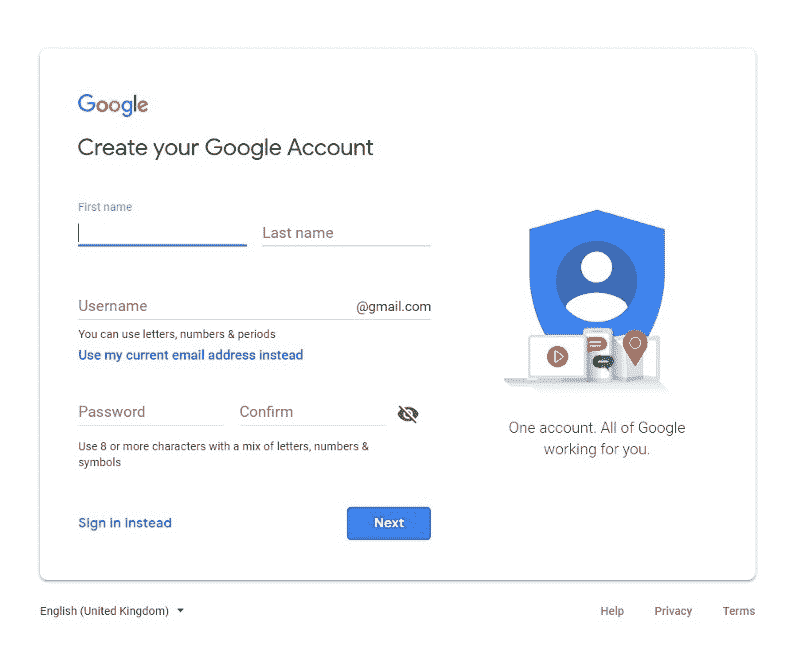 Google
Create your Google Account
First name
Last name
Username @gmail.com
You can use letters, numbers & periods
Use my current email address instead
Password Confirm
Use 8 or more characters with a mix of letters, numbers &
symbols
Sign in instead Next
One account. All of Google
working for you.
English (United Kingdom) Help Privacy Terms